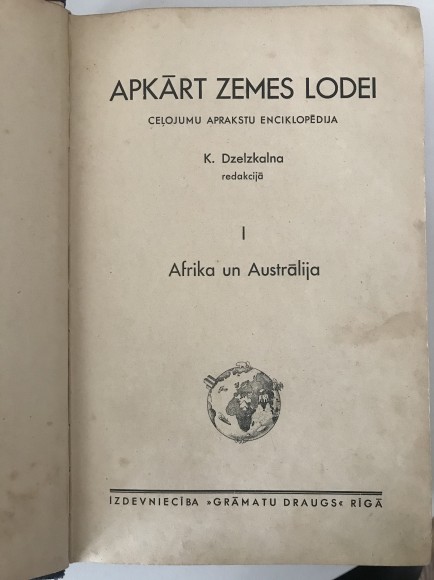 APKĀRT ZEMES LODEI
CEĻOJUMU APRAKSTU ENCIKLOPĒDIJA
K. Dzelzkalna
redakcijā
I
Afrika un Austrālija
IZDEVNIECĪBA »GRĀMATU DRAUGS« RĪGĀ